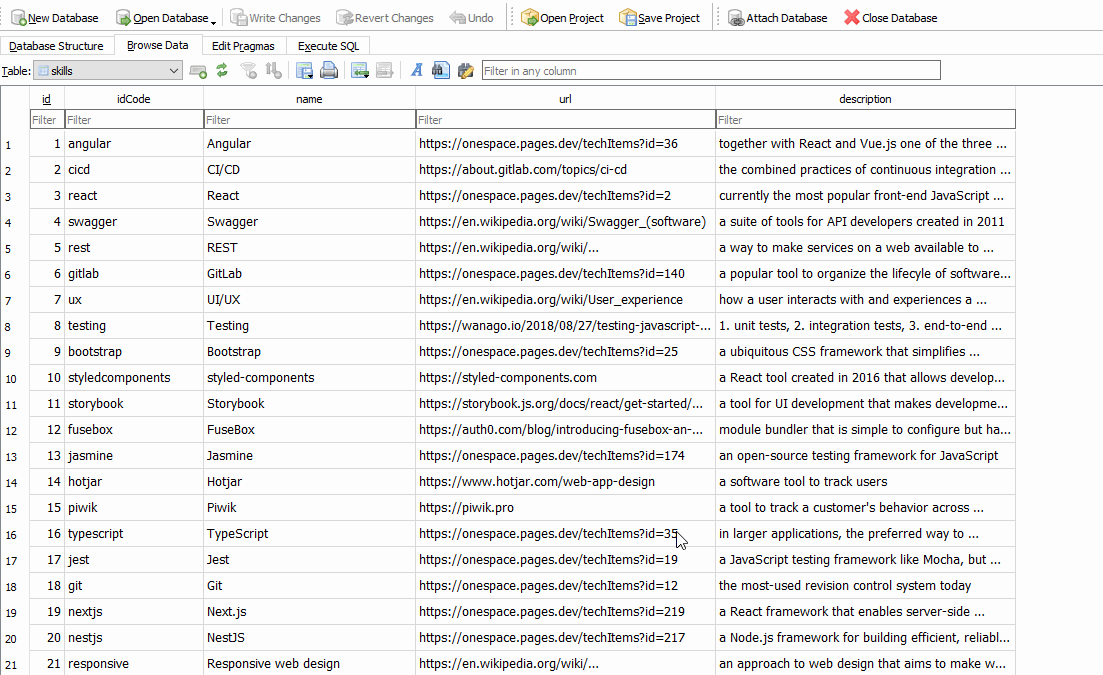 New Database Open Database Write Changes Revert Changes Undo Open Project Save Project Attach Database Close Database
Database Structure Browse Data Edit Pragmas Execute SQL
Table: skills Filter in any column
id idCode name url description
Filter Filter Filter Filter Filter
1 1 angular Angular https://onespace.pages.dev/techItems?id=36 together with React and Vue.js one of the three ...
2 2 cicd CI/CD https://about.gitlab.com/topics/ci-cd the combined practices of continuous integration ...
3 3 react React https://onespace.pages.dev/techItems?id=2 currently the most popular front-end JavaScript ...
4 4 swagger Swagger https://en.wikipedia.org/wiki/Swagger_(software) a suite of tools for API developers created in 2011
5 5 rest REST https://en.wikipedia.org/wiki/... a way to make services on a web available to ...
6 6 gitlab GitLab https://onespace.pages.dev/techItems?id=140 a popular tool to organize the lifecyle of software...
7 7 ux UI/UX https://en.wikipedia.org/wiki/User_experience how a user interacts with and experiences a ...
8 8 testing Testing https://wanago.io/2018/08/27/testing-javascript-... 1. unit tests, 2. integration tests, 3. end-to-end ...
9 9 bootstrap Bootstrap https://onespace.pages.dev/techItems?id=25 a ubiquitous CSS framework that simplifies ...
10 10 styledcomponents styled-components https://styled-components.com a React tool created in 2016 that allows develop...
11 11 storybook Storybook https://storybook.js.org/docs/react/get-started/... a tool for UI development that makes developme...
12 12 fusebox FuseBox https://auth0.com/blog/introducing-fusebox-an-... module bundler that is simple to configure but ha...
13 13 jasmine Jasmine https://onespace.pages.dev/techItems?id=174 an open-source testing framework for JavaScript
14 14 hotjar Hotjar https://www.hotjar.com/web-app-design a software tool to track users
15 15 piwik Piwik https://piwik.pro a tool to track a customer's behavior across ...
16 16 typescript TypeScript https://onespace.pages.dev/techItems?id=35 in larger applications, the preferred way to ...
17 17 jest Jest https://onespace.pages.dev/techItems?id=19 a JavaScript testing framework like Mocha, but ...
18 18 git Git https://onespace.pages.dev/techItems?id=12 the most-used revision control system today
19 19 nextjs Next.js https://onespace.pages.dev/techItems?id=219 a React framework that enables server-side ...
20 20 nestjs NestJS https://onespace.pages.dev/techItems?id=217 a Node.js framework for building efficient, reliabl...
21 21 responsive Responsive web design https://en.wikipedia.org/wiki/... an approach to web design that aims to make w...